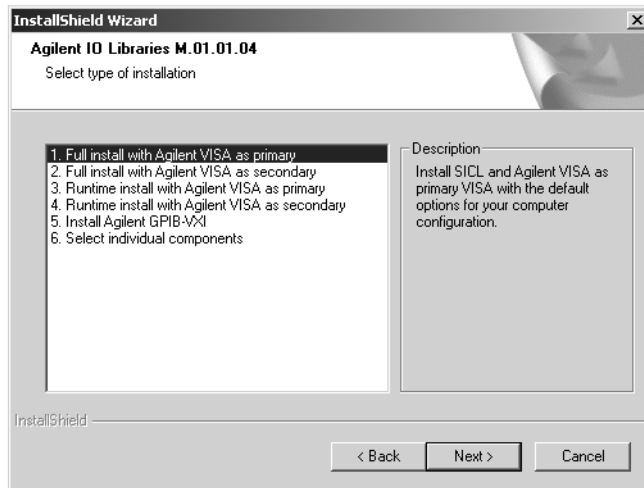 InstallShield Wizard
Agilent IO Libraries M.01.01.04
Select type of installation
1. Full install with Agilent VISA as primary
2. Full install with Agilent VISA as secondary
3. Runtime install with Agilent VISA as primary
4. Runtime install with Agilent VISA as secondary
5. Install Agilent GPIB-VXI
6. Select individual components
Description
Install SICL and Agilent VISA as
primary VISA with the default
options for your computer
configuration.
InstallShield
< Back
Next >
Cancel